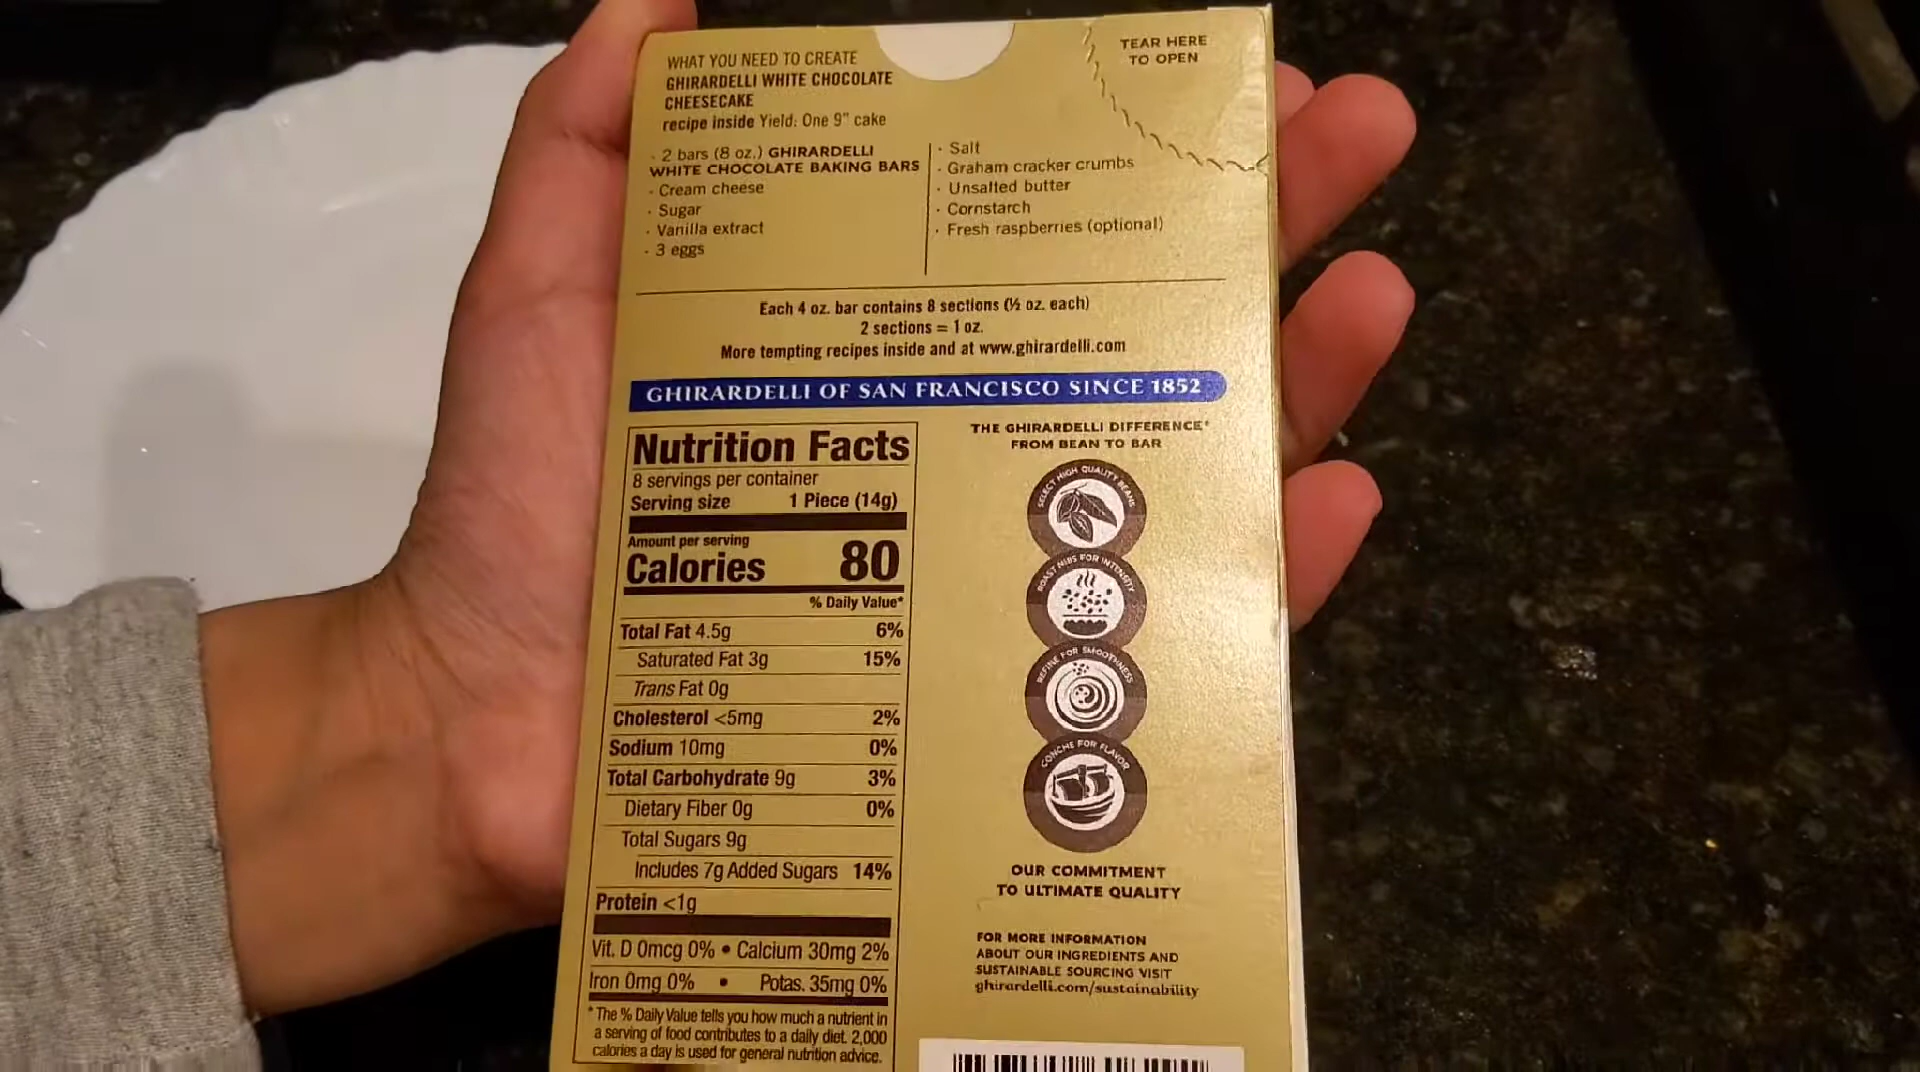 WHAT YOU NEED TO CREATE
GHIRARDELLI WHITE CHOCOLATE
CHEESECAKE
recipe inside Yield: One 9" cake
· 2 bars (8 oz.) GHIRARDELLI
WHITE CHOCOLATE BAKING BARS
· Cream cheese
· Sugar
· Vanilla extract
· 3 eggs
· Salt
· Graham cracker crumbs
· Unsalted butter
· Cornstarch
· Fresh raspberries (optional)
TEAR HERE
TO OPEN
Each 4 oz. bar contains 8 sections (½ oz. each)
2 sections = 1 oz.
More tempting recipes inside and at www.ghirardelli.com
GHIRARDELLI OF SAN FRANCISCO SINCE 1852
Nutrition Facts
8 servings per container
Serving size 1 Piece (14g)
Amount per serving
Calories 80
% Daily Value*
Total Fat 4.5g 6%
Saturated Fat 3g 15%
Trans Fat 0g
Cholesterol <5mg 2%
Sodium 10mg 0%
Total Carbohydrate 9g 3%
Dietary Fiber 0g 0%
Total Sugars 9g
Includes 7g Added Sugars 14%
Protein <1g
Vit. D 0mcg 0% • Calcium 30mg 2%
Iron 0mg 0% • Potas. 35mg 0%
* The % Daily Value tells you how much a nutrient in
a serving of food contributes to a daily diet. 2,000
calories a day is used for general nutrition advice.
THE GHIRARDELLI DIFFERENCE*
FROM BEAN TO BAR
SELECT HIGH QUALITY BEANS
ROAST NIBS FOR INTENSITY
REFINE FOR SMOOTHNESS
CONCHE FOR FLAVOR
OUR COMMITMENT
TO ULTIMATE QUALITY
FOR MORE INFORMATION
ABOUT OUR INGREDIENTS AND
SUSTAINABLE SOURCING VISIT
ghirardelli.com/sustainability